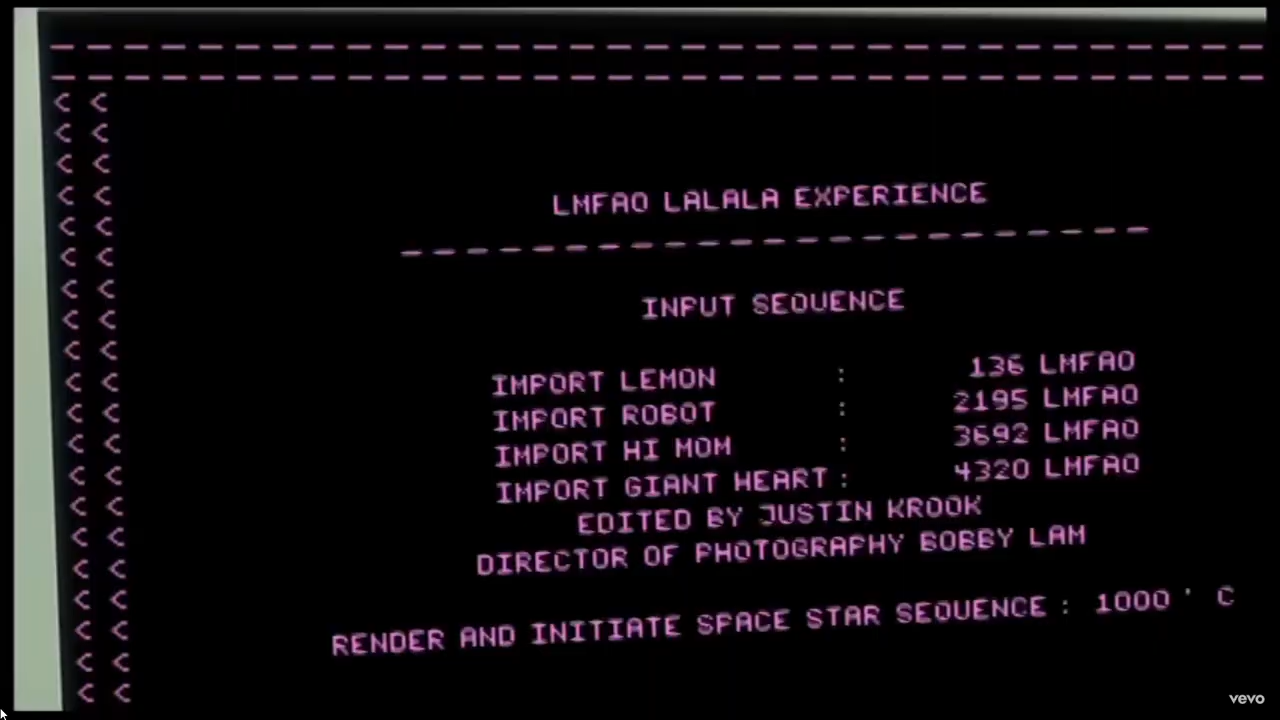 — — — — — — — — — — — — — — — — — — — — — — — — — — — — — — — — —
— — — — — — — — — — — — — — — — — — — — — — — — — — — — — — — — —
< <
< <
< <
< < LMFAO LALALA EXPERIENCE
< <
< < — — — — — — — — — — — — — — — — — — — — — — —
< <
< < INPUT SEQUENCE
< <
< < IMPORT LEMON : 136 LMFAO
< < IMPORT ROBOT : 2195 LMFAO
< < IMPORT HI MOM : 3692 LMFAO
< < IMPORT GIANT HEART : 4320 LMFAO
< < EDITED BY JUSTIN KROOK
< < DIRECTOR OF PHOTOGRAPHY BOBBY LAM
< <
< < RENDER AND INITIATE SPACE STAR SEQUENCE : 1000 ' C
< <
< <
< <
vevo